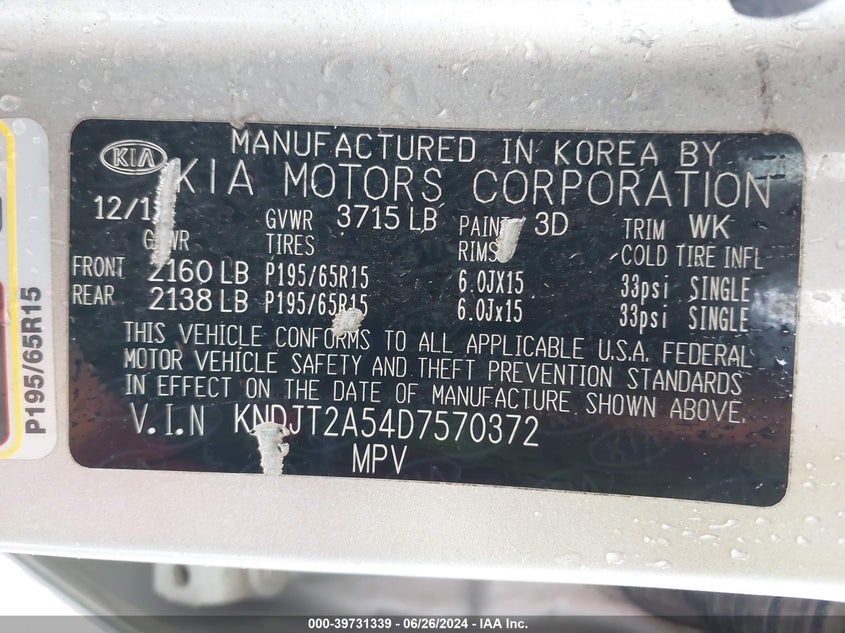 MANUFACTURED IN KOREA BY
KIA KIA MOTORS CORPORATION
GVWR 3715 LB PAINT 3D TRIM WK
TIRES RIMS COLD TIRE INFL
FRONT 2160 LB P195/65R15 6.0JX15 33psi SINGLE
REAR 2138 LB P195/65R15 6.0Jx15 33psi SINGLE
THIS VEHICLE CONFORMS TO ALL APPLICABLE U.S.A. FEDERAL
MOTOR VEHICLE SAFETY AND THEFT PREVENTION STANDARDS
IN EFFECT ON THE DATE OF MANUFACTURE SHOWN ABOVE.
V.I.N KNDJT2A54D7570372
MPV
P195/65R15
000-39731339 - 06/26/2024 - IAA Inc.